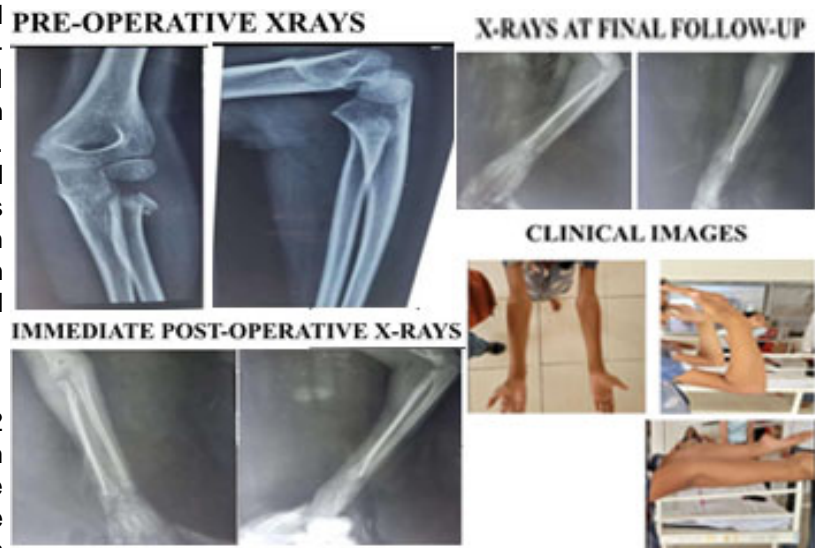 PRE-OPERATIVE XRAYS
X-RAYS AT FINAL FOLLOW-UP
CLINICAL IMAGES
IMMEDIATE POST-OPERATIVE X-RAYS